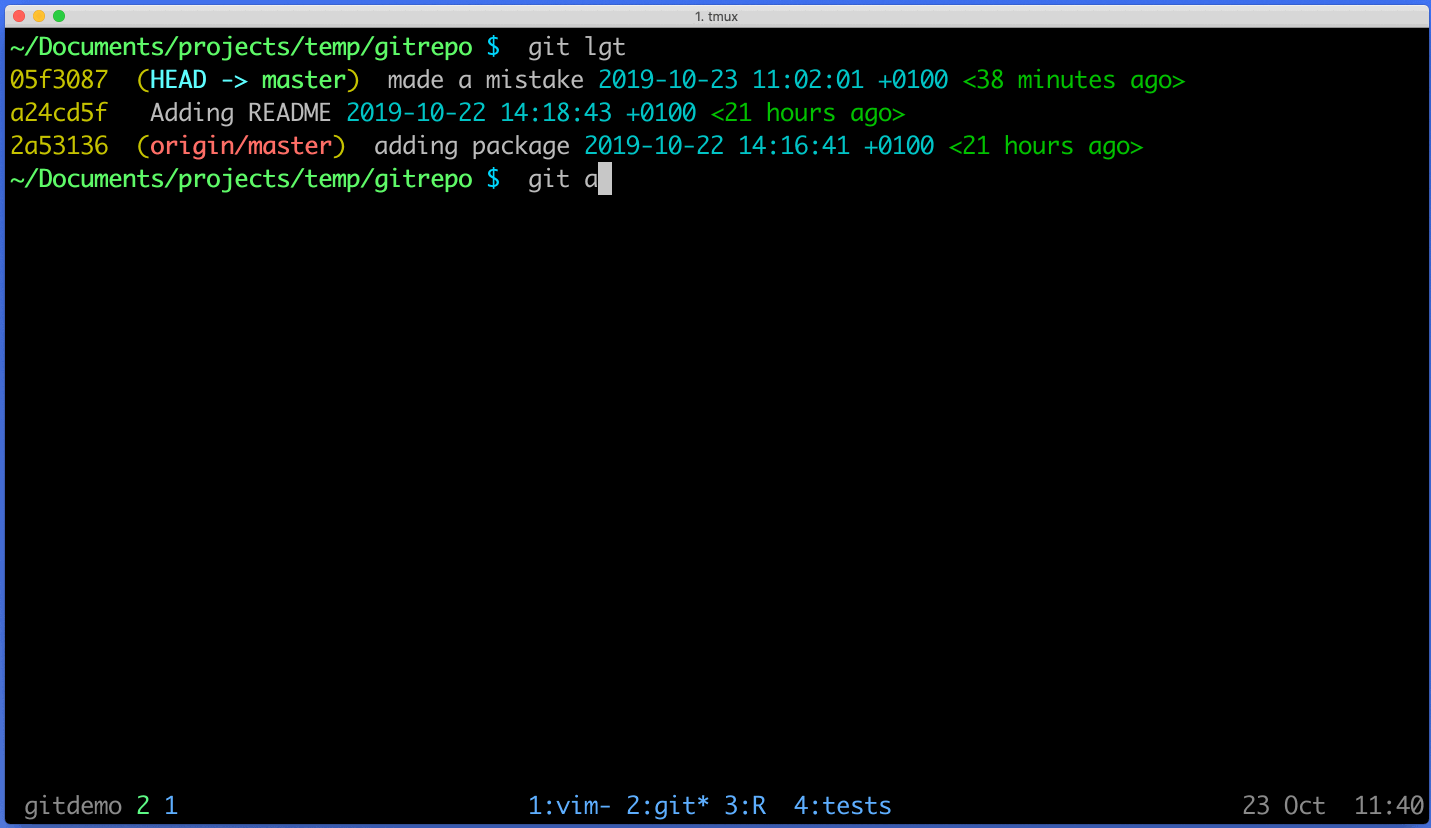 1. tmux
~/Documents/projects/temp/gitrepo $  git lgt
05f3087  (HEAD -> master)  made a mistake 2019-10-23 11:02:01 +0100 <38 minutes ago>
a24cd5f   Adding README 2019-10-22 14:18:43 +0100 <21 hours ago>
2a53136  (origin/master)  adding package 2019-10-22 14:16:41 +0100 <21 hours ago>
~/Documents/projects/temp/gitrepo $  git a
gitdemo 2 1 1:vim- 2:git* 3:R  4:tests 23 Oct  11:40